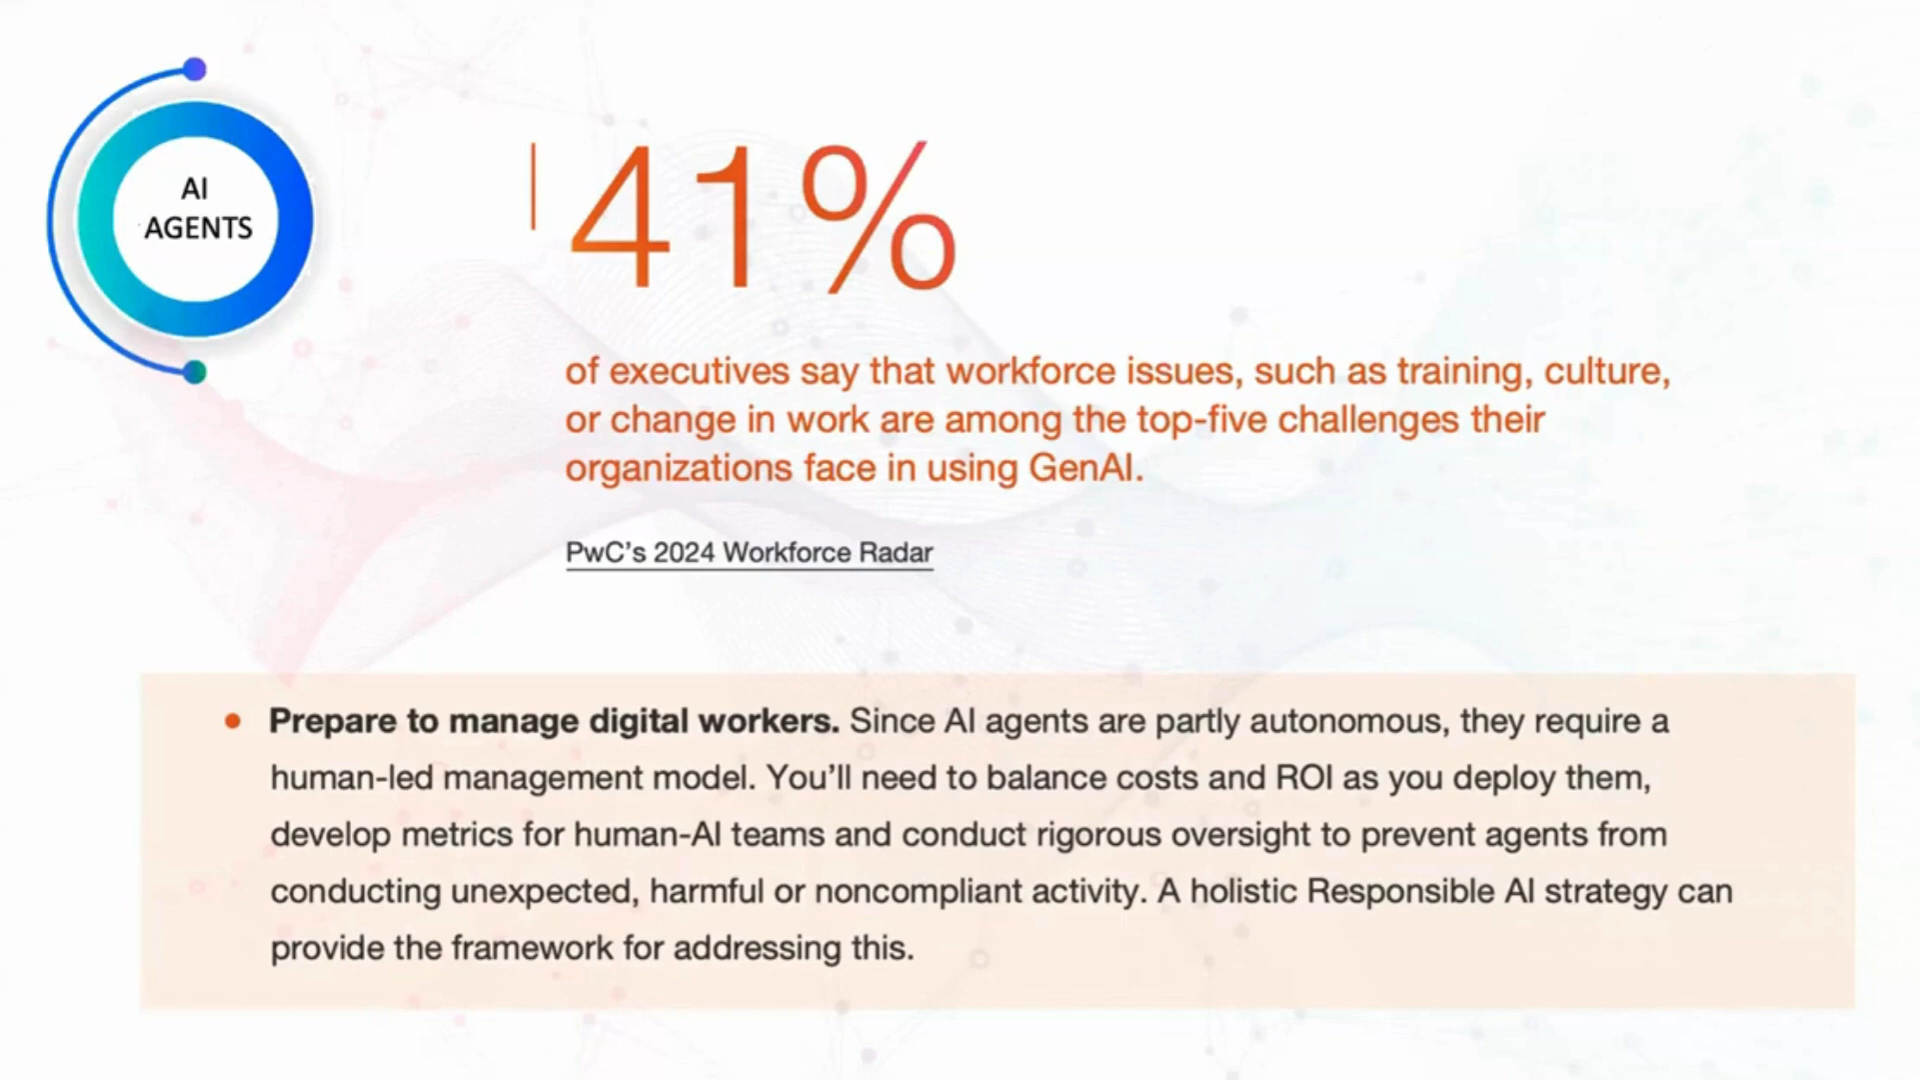 AI
AGENTS
41%
of executives say that workforce issues, such as training, culture,
or change in work are among the top-five challenges their
organizations face in using GenAI.
PwC's 2024 Workforce Radar
• Prepare to manage digital workers. Since AI agents are partly autonomous, they require a
human-led management model. You'll need to balance costs and ROI as you deploy them,
develop metrics for human-AI teams and conduct rigorous oversight to prevent agents from
conducting unexpected, harmful or noncompliant activity. A holistic Responsible AI strategy can
provide the framework for addressing this.